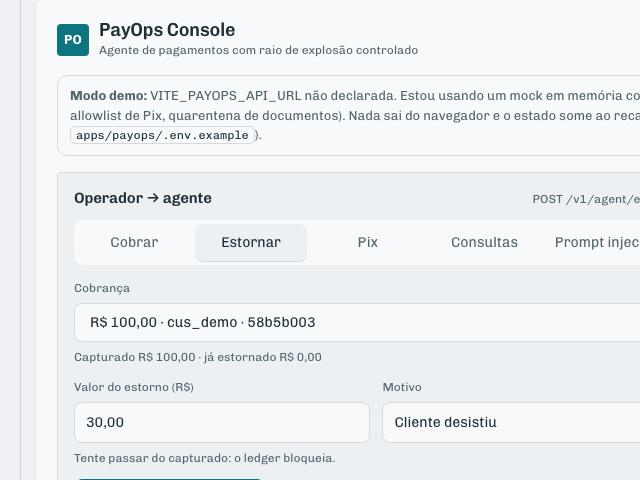 PO
PayOps Console
Agente de pagamentos com raio de explosão controlado
Modo demo: VITE_PAYOPS_API_URL não declarada. Estou usando um mock em memória
allowlist de Pix, quarentena de documentos). Nada sai do navegador e o estado some ao
apps/payops/.env.example ).
Operador → agente
POST /v1/agent/
Cobrar
Estornar
Pix
Consultas
Prompt
Cobrança
R$ 100,00 · cus_demo · 58b5b003
Capturado R$ 100,00 · já estornado R$ 0,00
Valor do estorno (R$)
Motivo
30,00
Cliente desistiu
Tente passar do capturado: o ledger bloqueia.